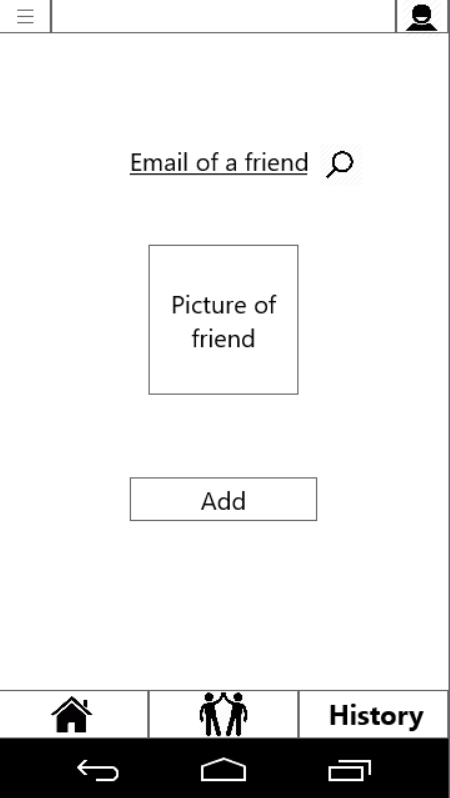 Email of a friend
Picture of
friend
Add
History